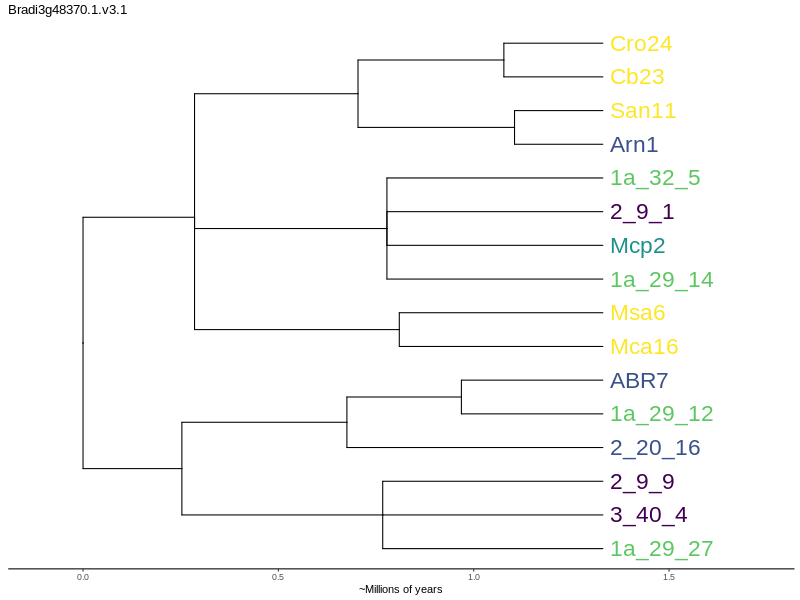 Bradi3g48370.1.v3.1
Cro24
Cb23
San11
Arn1
1a_32_5
2_9_1
Mcp2
1a_29_14
Msa6
Mca16
ABR7
1a_29_12
2_20_16
2_9_9
3_40_4
1a_29_27
0.0 0.5 1.0 1.5
~Millions of years